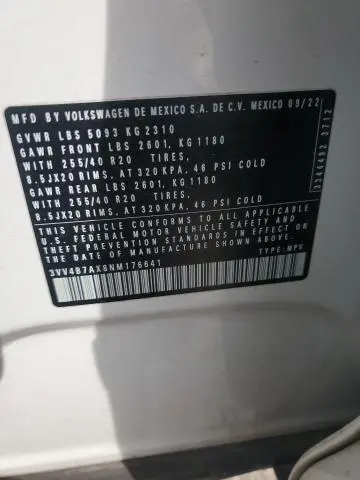 MFD BY VOLKSWAGEN DE MEXICO S.A. DE C.V. MEXICO 09/22
GVWR LBS 5093 KG 2310
GAWR FRONT LBS 2601, KG 1180
WITH 255/40 R20 TIRES,
8.5JX20 RIMS, AT 320 KPA, 46 PSI COLD
GAWR REAR LBS 2601, KG 1180
WITH 255/40 R20 TIRES,
8.5JX20 RIMS, AT 320 KPA, 46 PSI COLD
THIS VEHICLE CONFORMS TO ALL APPLICABLE
U.S. FEDERAL MOTOR VEHICLE SAFETY AND
THEFT PREVENTION STANDARDS IN EFFECT ON THE
DATE OF MANUFACTURE SHOWN ABOVE.
3VV4B7AX8NM176641 TYPE:MPV